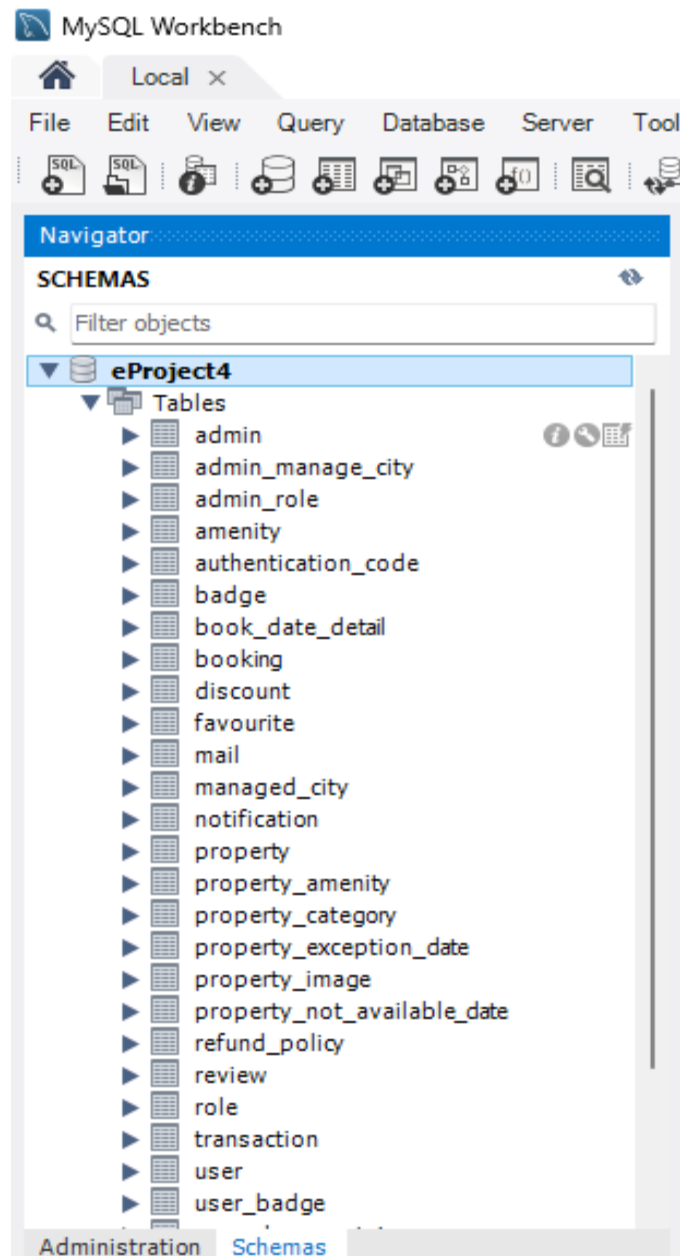 MySQL Workbench
Local ×
File Edit View Query Database Server Tool
SQL SQL i f()
Navigator
SCHEMAS
Filter objects
eProject4
Tables
admin
admin_manage_city
admin_role
amenity
authentication_code
badge
book_date_detail
booking
discount
favourite
mail
managed_city
notification
property
property_amenity
property_category
property_exception_date
property_image
property_not_available_date
refund_policy
review
role
transaction
user
user_badge
Administration Schemas